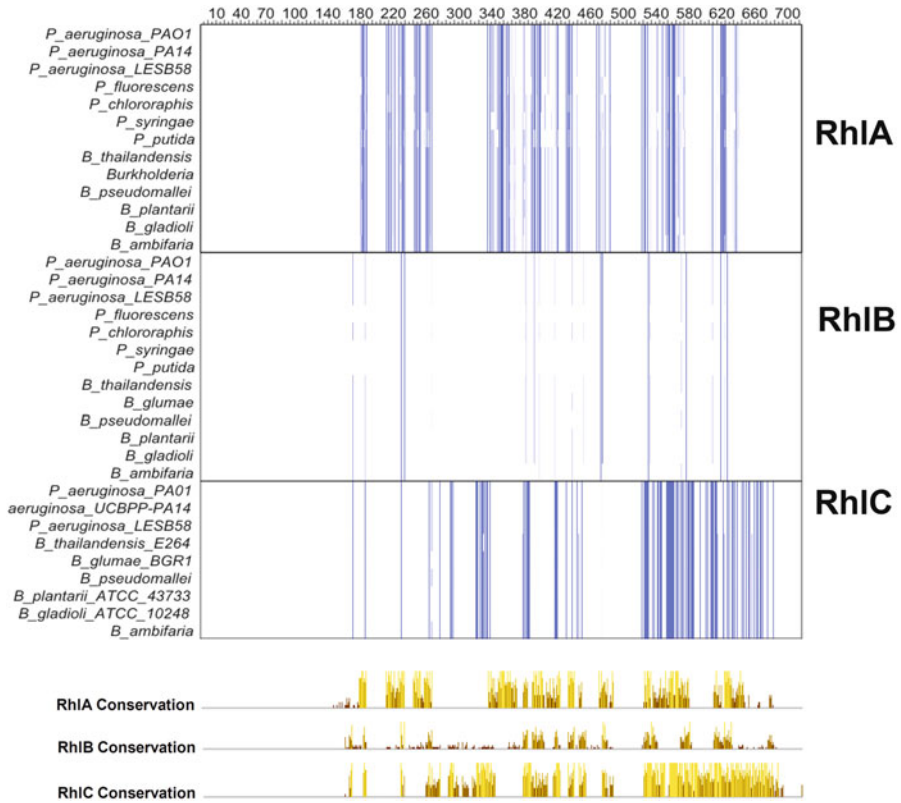 10 40 70 100 140 180 220 260 300 340 380 420 460 500 540 580 620 660 700
P_aeruginosa_PAO1
P_aeruginosa_PA14
P_aeruginosa_LESB58
P_fluorescens
P_chlororaphis
P_syringae
P_putida
B_thailandensis
Burkholderia
B_pseudomallei
B_plantarii
B_gladioli
B_ambifaria
RhlA
P_aeruginosa_PAO1
P_aeruginosa_PA14
P_aeruginosa_LESB58
P_fluorescens
P_chlororaphis
P_syringae
P_putida
B_thailandensis
B_glumae
B_pseudomallei
B_plantarii
B_gladioli
B_ambifaria
RhlB
P_aeruginosa_PA01
aeruginosa_UCBPP-PA14
P_aeruginosa_LESB58
B_thailandensis_E264
B_glumae_BGR1
B_pseudomallei
B_plantarii_ATCC_43733
B_gladioli_ATCC_10248
B_ambifaria
RhlC
RhlA Conservation
RhlB Conservation
RhlC Conservation